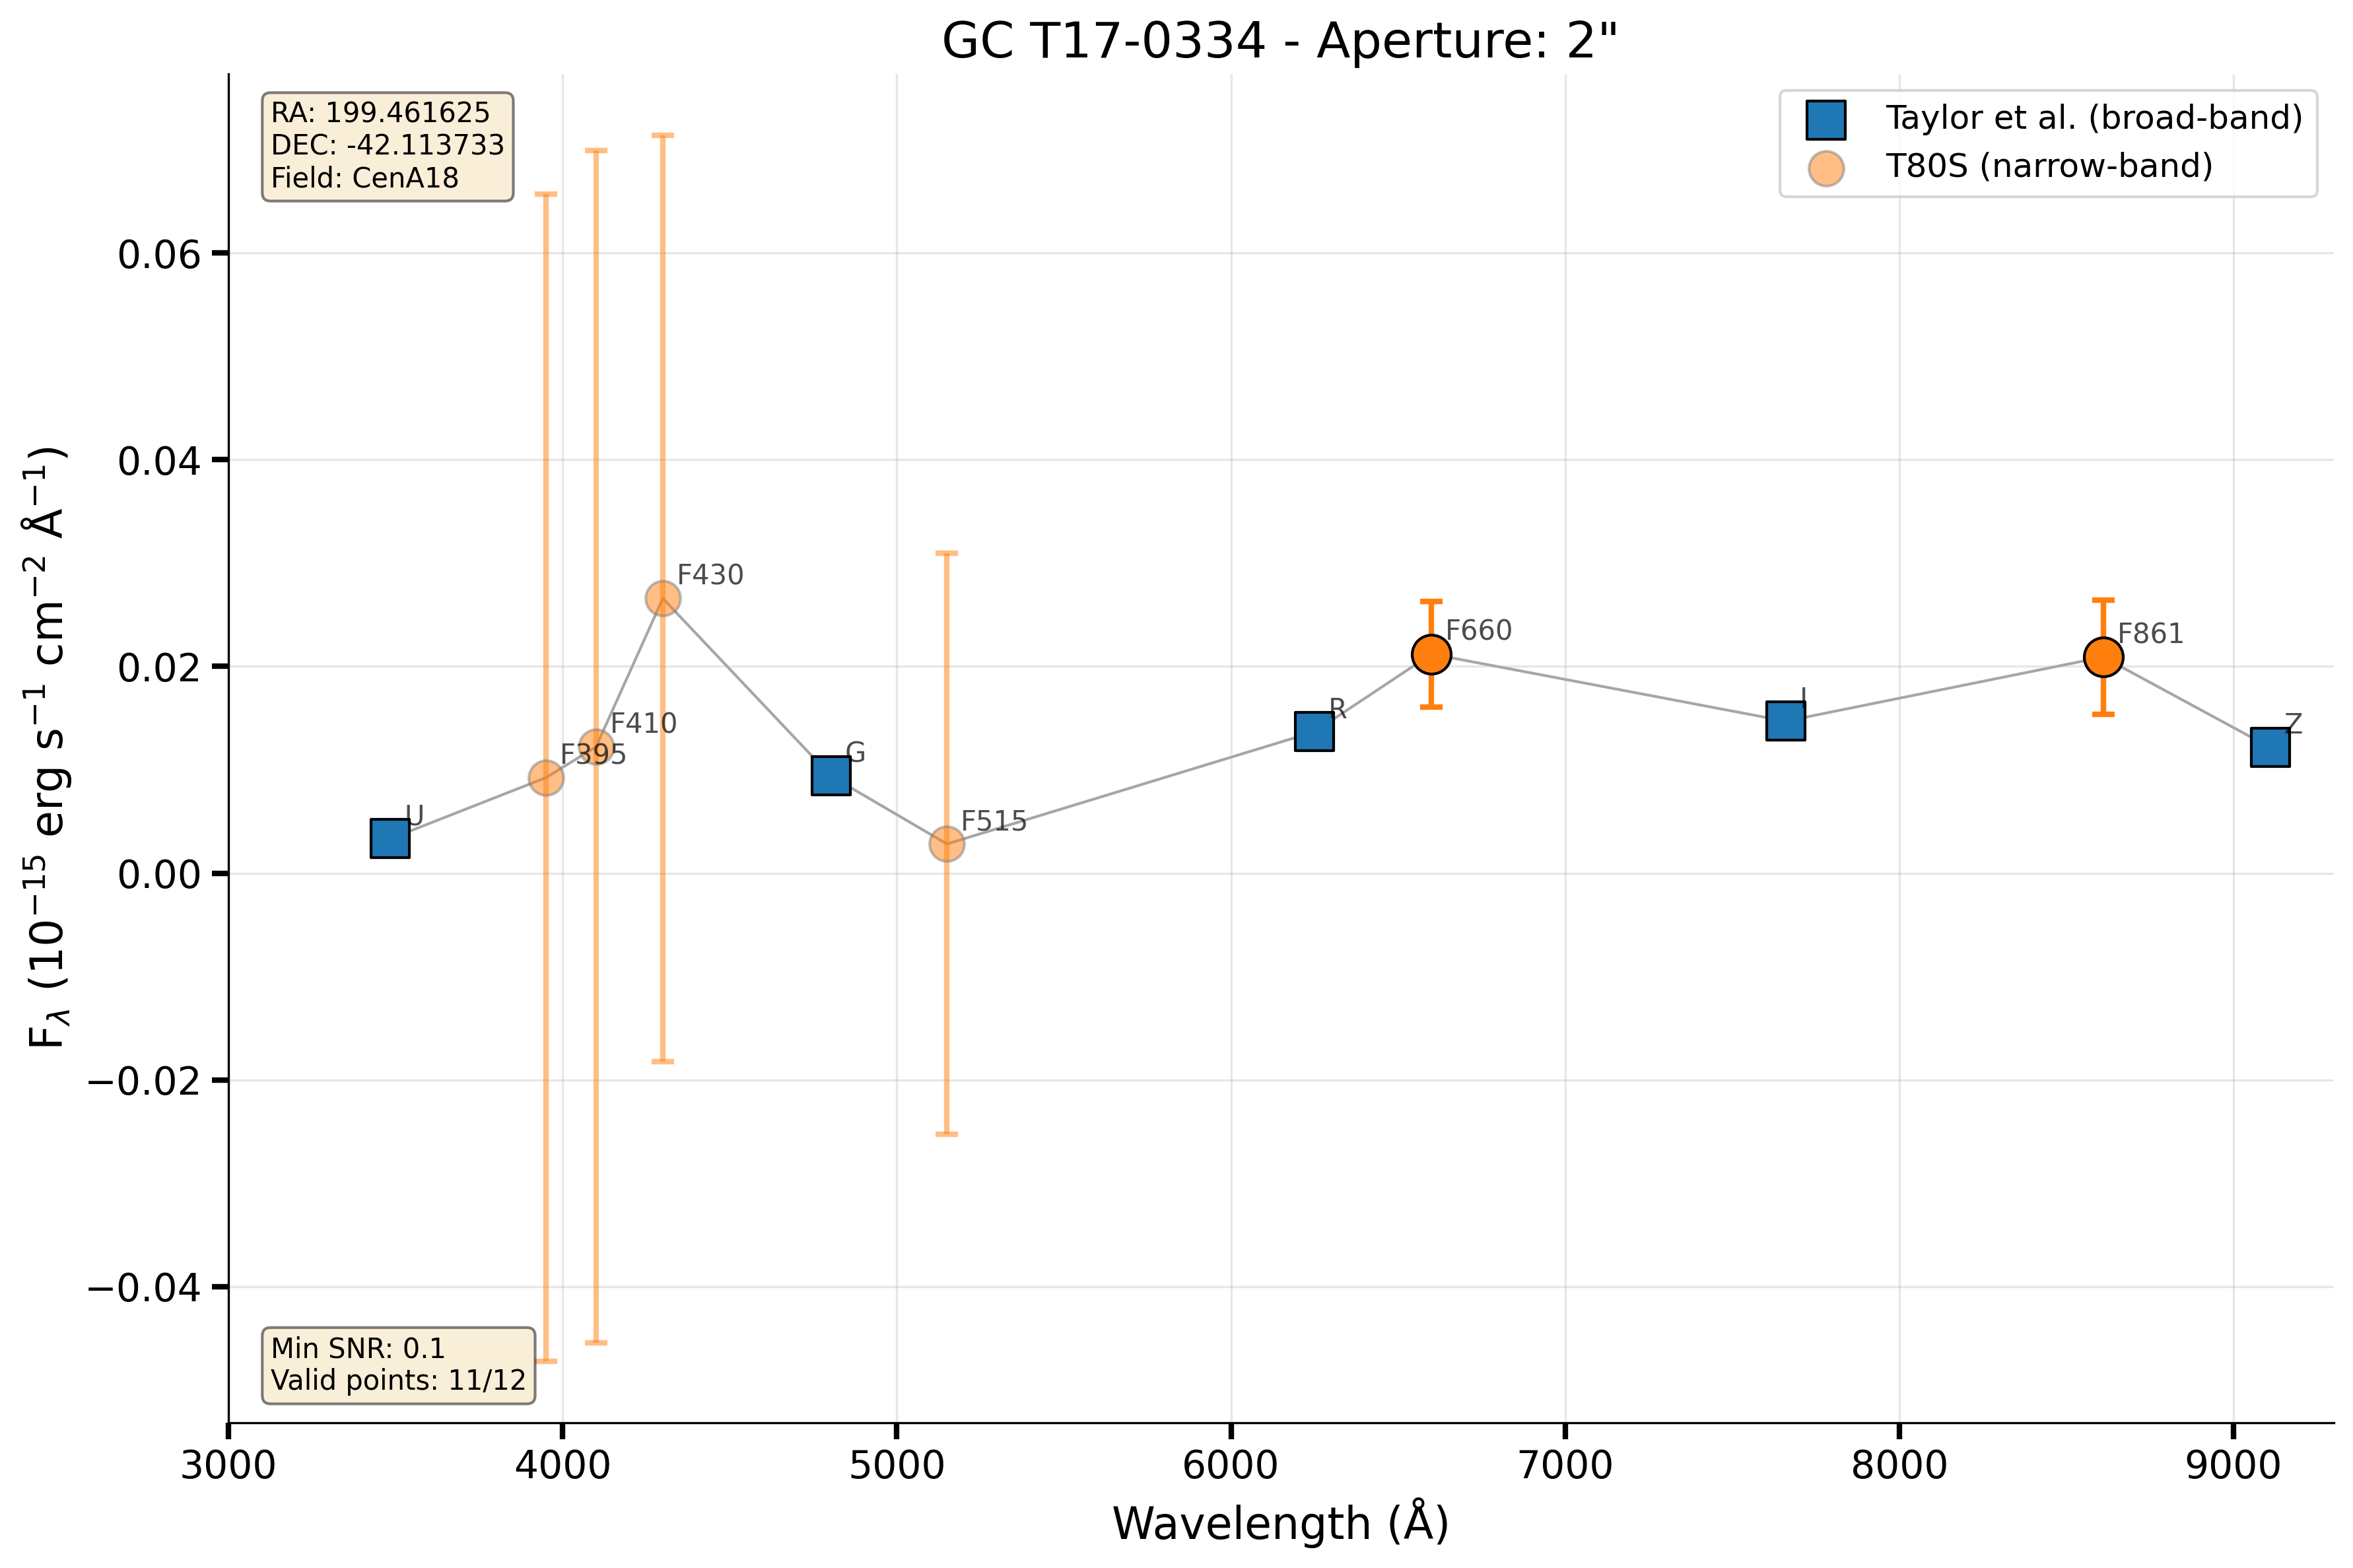 GC T17-0334 - Aperture: 2"
RA: 199.461625
DEC: -42.113733
Field: CenA18
Taylor et al. (broad-band)
T80S (narrow-band)
0.06
0.04
0.02
0.00
−0.02
−0.04
F430
F660
F861
F410
F395
R
I
Z
G
U
F515
Min SNR: 0.1
Valid points: 11/12
3000
4000
5000
6000
7000
8000
9000
Wavelength (Å)
Fλ (10⁻¹⁵ erg s⁻¹ cm⁻² Å⁻¹)